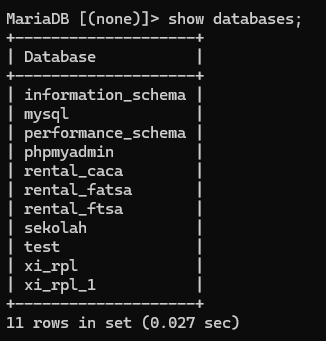 MariaDB [(none)]> show databases;
+--------------------+
| Database           |
+--------------------+
| information_schema |
| mysql              |
| performance_schema |
| phpmyadmin         |
| rental_caca        |
| rental_fatsa       |
| rental_ftsa        |
| sekolah            |
| test               |
| xi_rpl             |
| xi_rpl_1           |
+--------------------+
11 rows in set (0.027 sec)